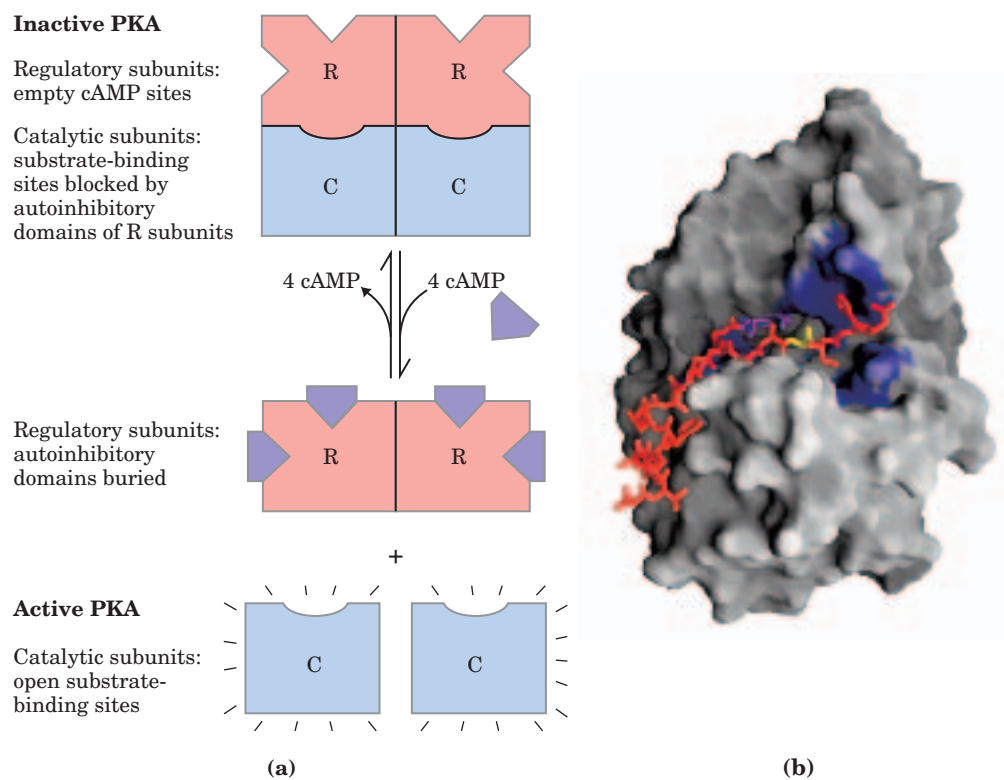 Inactive PKA
Regulatory subunits:
empty cAMP sites
R R
Catalytic subunits:
substrate-binding
sites blocked by
autoinhibitory
domains of R subunits
C C
4 cAMP 4 cAMP
Regulatory subunits:
autoinhibitory
domains buried
R R
+
Active PKA
Catalytic subunits:
open substrate-
binding sites
C C
(a) (b)